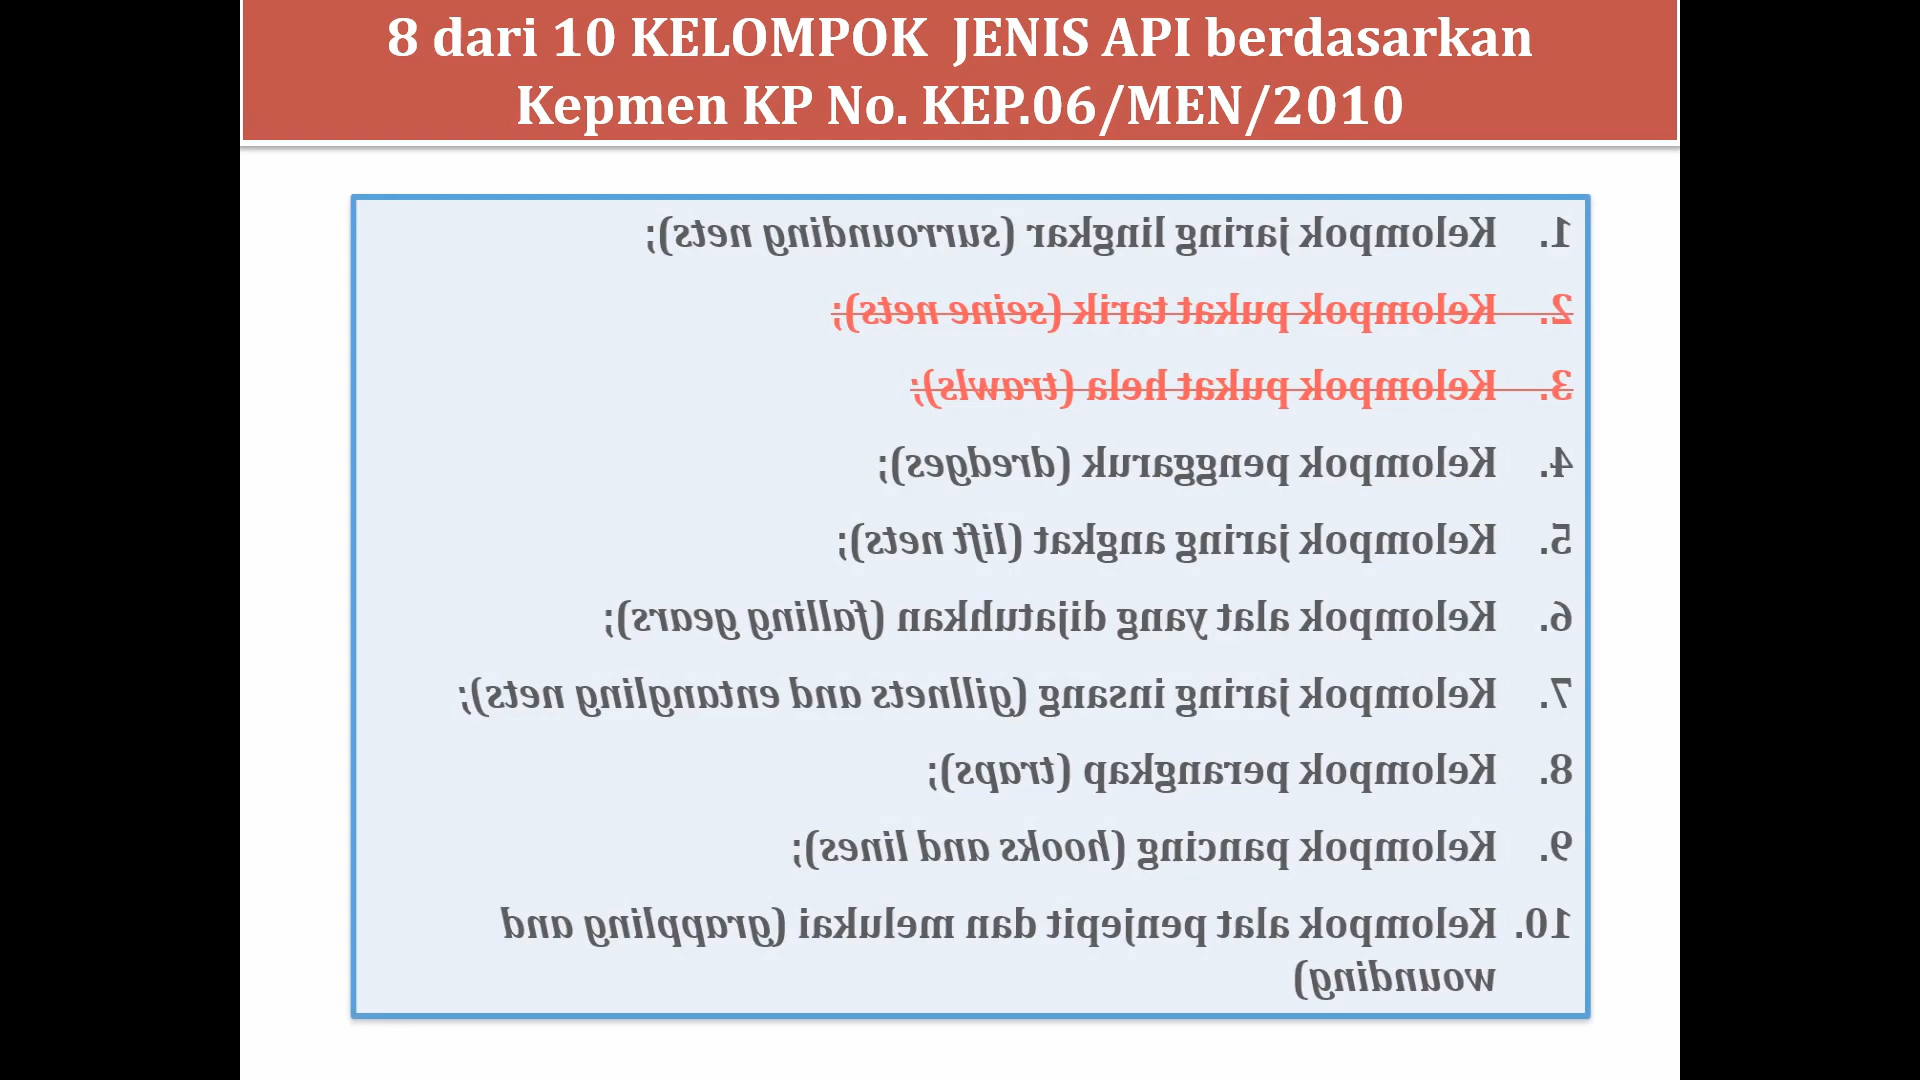 8 dari 10 KELOMPOK JENIS API berdasarkan
Kepmen KP No. KEP.06/MEN/2010
1. Kelompok jaring lingkar (surrounding nets);
2. Kelompok pukat tarik (seine nets);
3. Kelompok pukat hela (trawls);
4. Kelompok penggaruk (dredges);
5. Kelompok jaring angkat (lift nets);
6. Kelompok alat yang dijatuhkan (falling gears);
7. Kelompok jaring insang (gillnets and entangling nets);
8. Kelompok perangkap (traps);
9. Kelompok pancing (hooks and lines);
10. Kelompok alat penjepit dan melukai (grappling and
wounding)